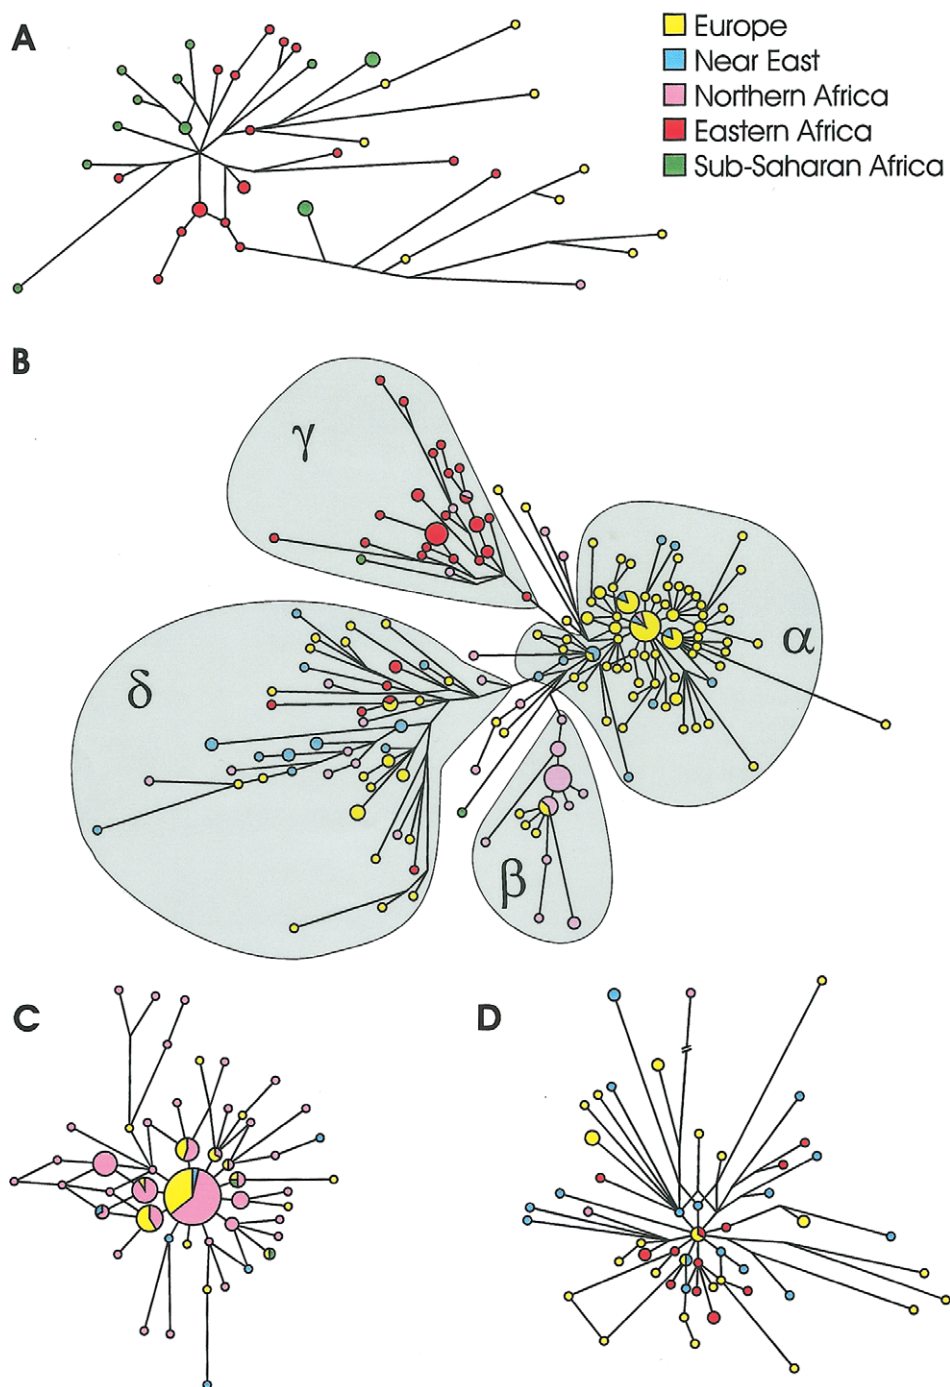 A
Europe
Near East
Northern Africa
Eastern Africa
Sub-Saharan Africa
B
γ
α
δ
β
C
D